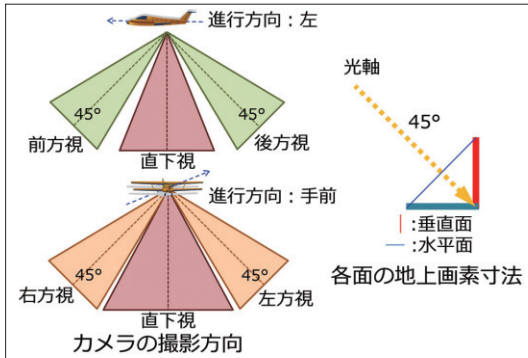 進行方向：左
45°
45°
前方視
後方視
直下視
進行方向：手前
45°
45°
右方視
左方視
直下視
カメラの撮影方向
光軸
45°
:垂直面
:水平面
各面の地上画素寸法